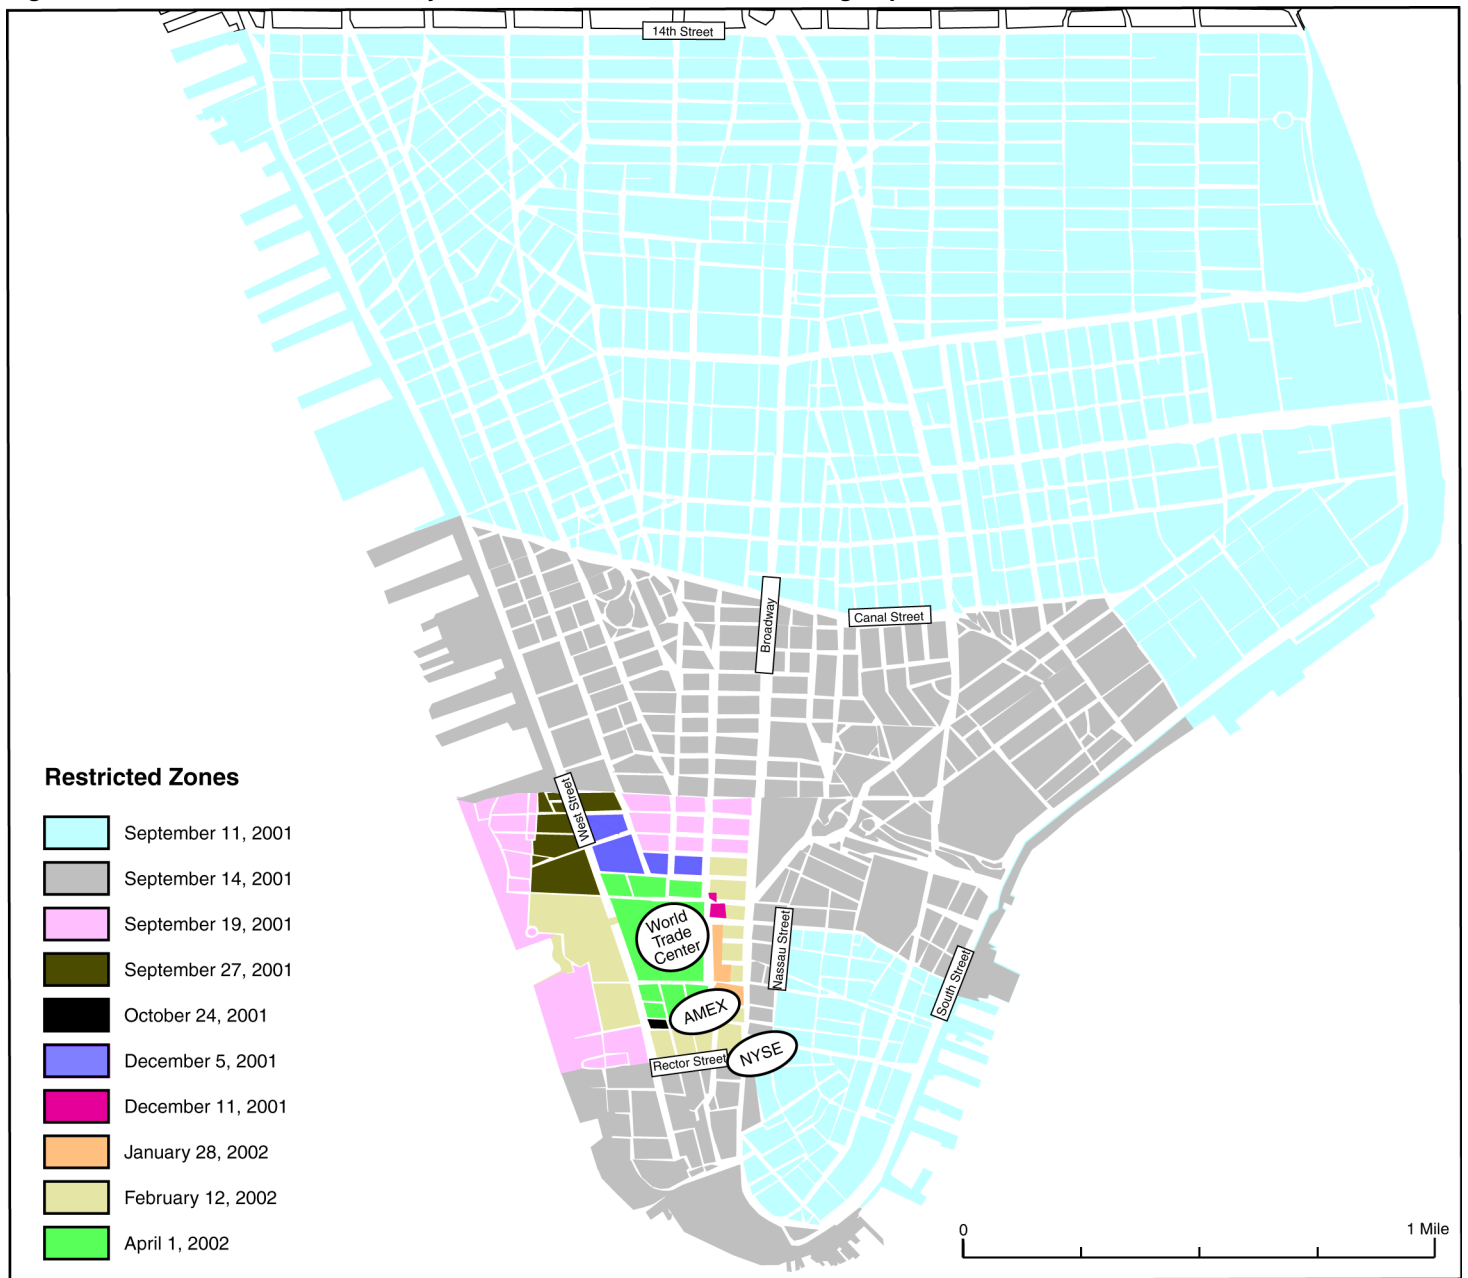 14th Street
Broadway
Canal Street
West Street
World
Trade
Center
Nassau Street
South Street
AMEX
NYSE
Rector Street
Restricted Zones
September 11, 2001
September 14, 2001
September 19, 2001
September 27, 2001
October 24, 2001
December 5, 2001
December 11, 2001
January 28, 2002
February 12, 2002
April 1, 2002
0
1 Mile